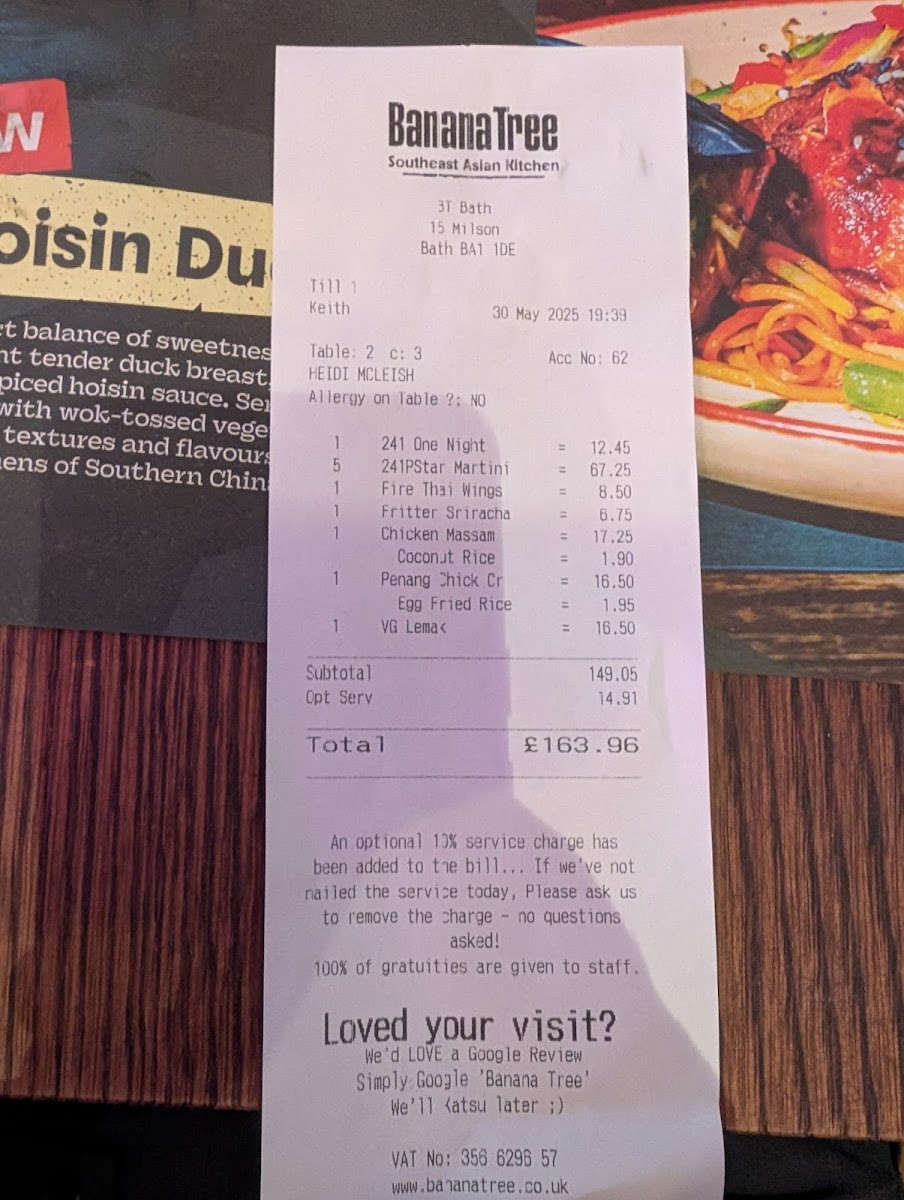 W
oisin Du
ct balance of sweetnes
nt tender duck breast,
piced hoisin sauce. Ser
with wok-tossed vege
textures and flavours
ens of Southern Chin
BananaTree
Southeast Asian Kitchen
3T Bath
15 Milson
Bath BA1 1DE
Till 1
Keith 30 May 2025 19:39
Table: 2 c: 3 Acc No: 62
HEIDI MCLEISH
Allergy on Table ?: NO
1 241 One Night = 12.45
5 241PStar Martini = 67.25
1 Fire Thai Wings = 8.50
1 Fritter Sriracha = 6.75
1 Chicken Massam = 17.25
Coconut Rice = 1.90
1 Penang Chick Cr = 16.50
Egg Fried Rice = 1.95
1 VG Lemak = 16.50
Subtotal 149.05
Opt Serv 14.91
Total £163.96
An optional 10% service charge has
been added to the bill... If we've not
nailed the service today, Please ask us
to remove the charge - no questions
asked!
100% of gratuities are given to staff.
Loved your visit?
We'd LOVE a Google Review
Simply Google 'Banana Tree'
We'll Katsu later ;)
VAT No: 356 6296 57
www.bananatree.co.uk